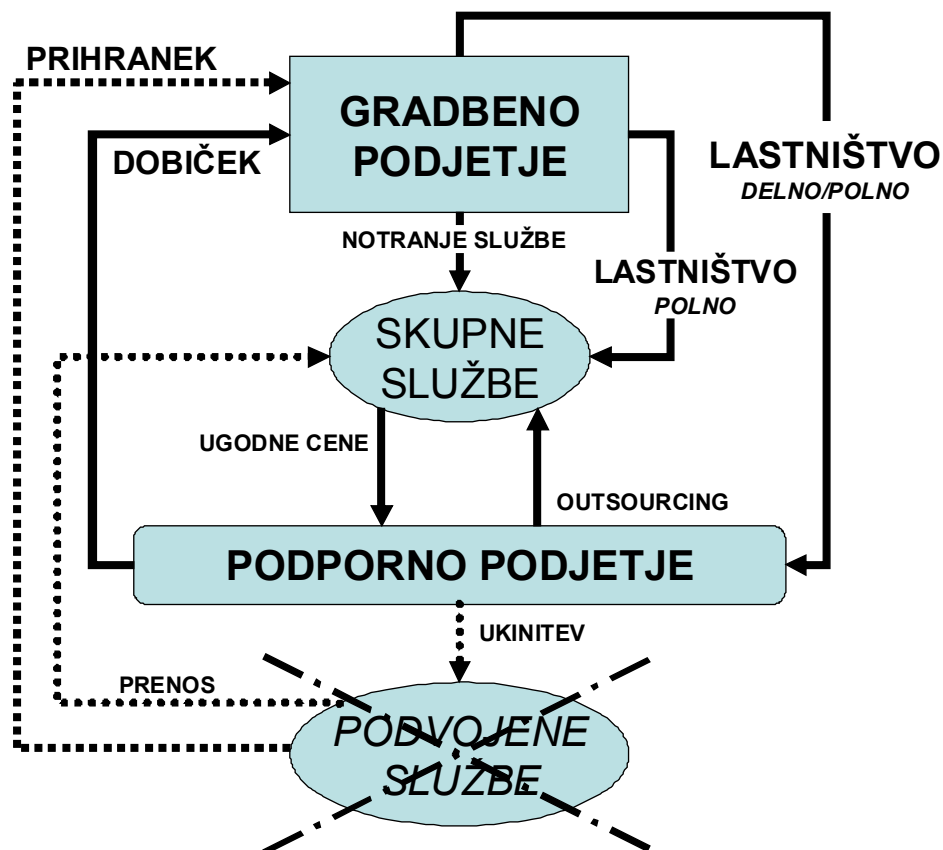 PRIHRANEK
GRADBENO
PODJETJE
DOBIČEK
LASTNIŠTVO
DELNO/POLNO
NOTRANJE SLUŽBE
LASTNIŠTVO
POLNO
SKUPNE
SLUŽBE
UGODNE CENE
OUTSOURCING
PODPORNO PODJETJE
UKINITEV
PRENOS
PODVOJENE
SLUŽBE